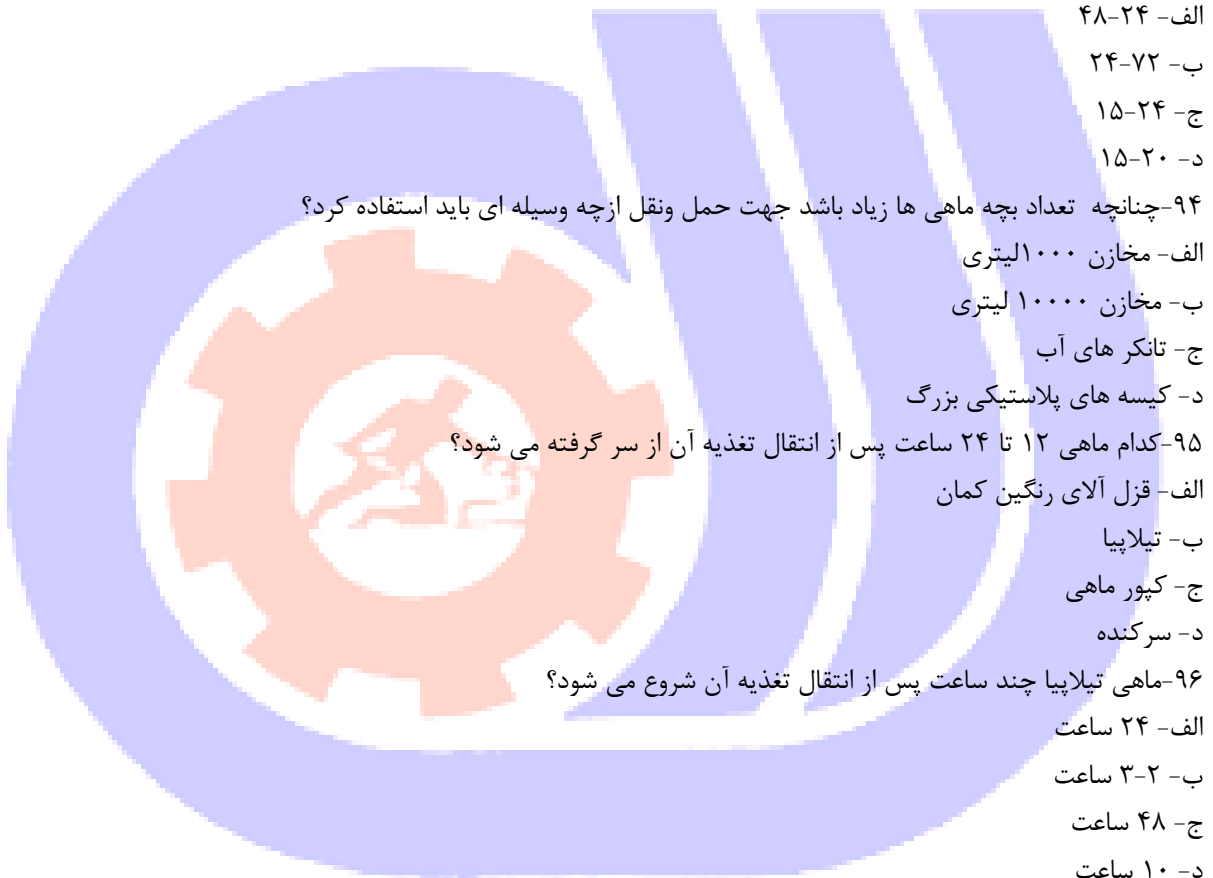 الف- ۲۴-۴۸
ب- ۷۲-۲۴
ج- ۲۴-۱۵
د- ۲۰-۱۵
۹۴-چنانچه تعداد بچه ماهی ها زیاد باشد جهت حمل ونقل ازچه وسیله ای باید استفاده کرد؟
الف- مخازن ۱۰۰۰لیتری
ب- مخازن ۱۰۰۰۰ لیتری
ج- تانکر های آب
د- کیسه های پلاستیکی بزرگ
۹۵-کدام ماهی ۱۲ تا ۲۴ ساعت پس از انتقال تغذیه آن از سر گرفته می شود؟
الف- قزل آلای رنگین کمان
ب- تیلاپیا
ج- کپور ماهی
د- سرکنده
۹۶-ماهی تیلاپیا چند ساعت پس از انتقال تغذیه آن شروع می شود؟
الف- ۲۴ ساعت
ب- ۲-۳ ساعت
ج- ۴۸ ساعت
د- ۱۰ ساعت